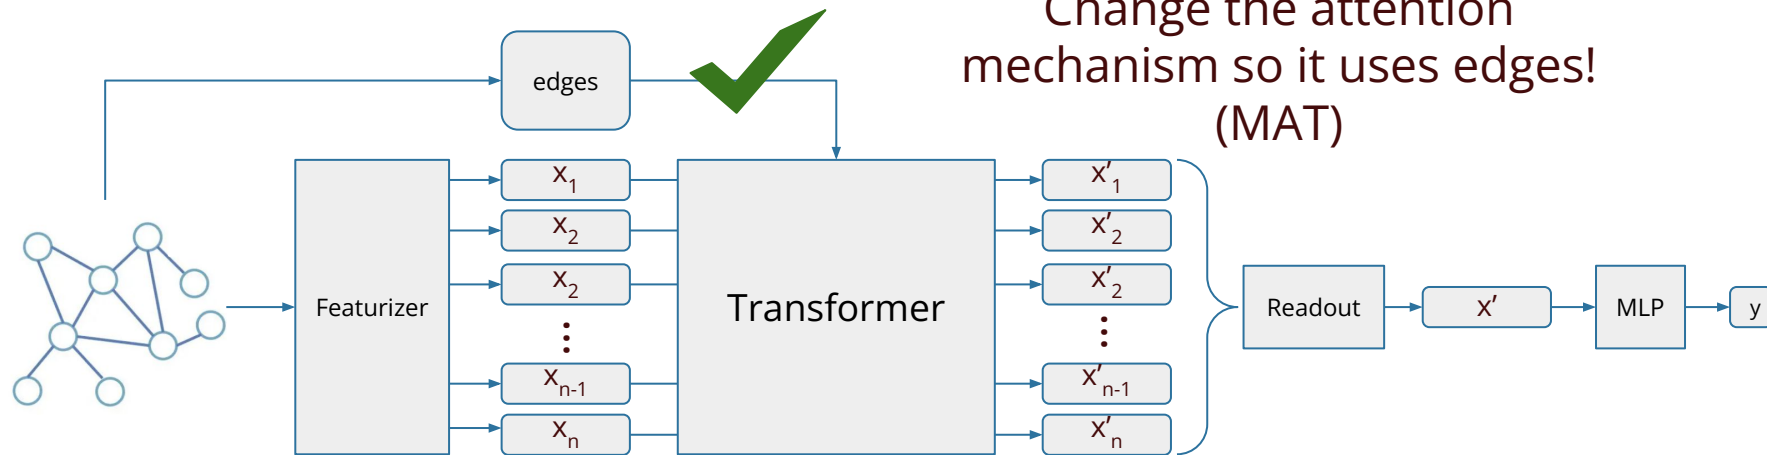 Change the attention
mechanism so it uses edges!
(MAT)
edges
Featurizer
x1
x2
x2
⋮
xn-1
xn
Transformer
x'1
x'2
x'2
⋮
x'n-1
x'n
Readout
x'
MLP
y